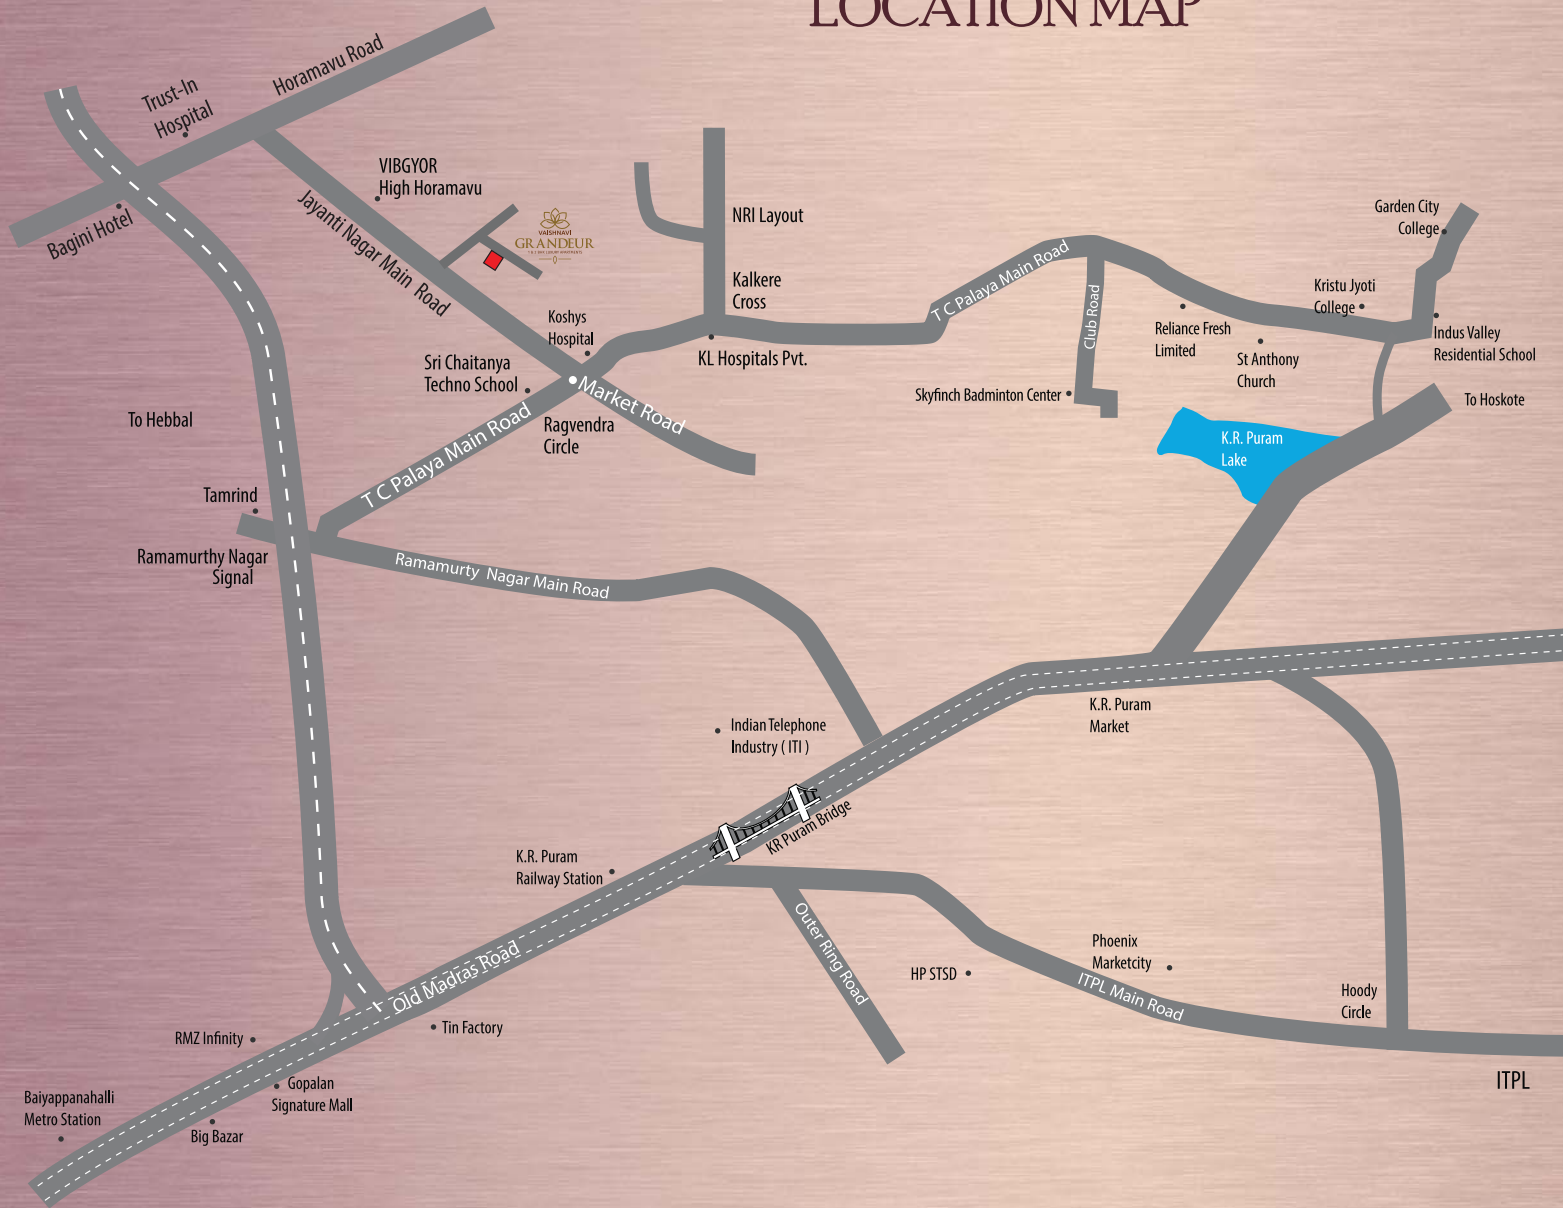 LOCATION MAP
Horamavu Road
Trust-In
Hospital
VIBGYOR
High Horamavu
Bagini Hotel
Jayanti Nagar Main Road
VAISHNAVI
GRANDEUR
NRI Layout
Garden City
College
T C Palaya Main Road
Kalkere
Cross
Club Road
Kristu Jyoti
College
Koshys
Hospital
Reliance Fresh
Limited
Indus Valley
Residential School
KL Hospitals Pvt.
St Anthony
Church
Sri Chaitanya
Techno School
Market Road
Skyfinch Badminton Center
To Hoskote
To Hebbal
Ragvendra
Circle
K.R. Puram
Lake
T C Palaya Main Road
Tamrind
Ramamurthy Nagar
Signal
Ramamurty Nagar Main Road
Indian Telephone
Industry ( ITI )
K.R. Puram
Market
KR Puram Bridge
K.R. Puram
Railway Station
Outer Ring Road
Old Madras Road
HP STSD
Phoenix
Marketcity
ITPL Main Road
Hoody
Circle
Tin Factory
RMZ Infinity
ITPL
Gopalan
Signature Mall
Baiyappanahalli
Metro Station
Big Bazar